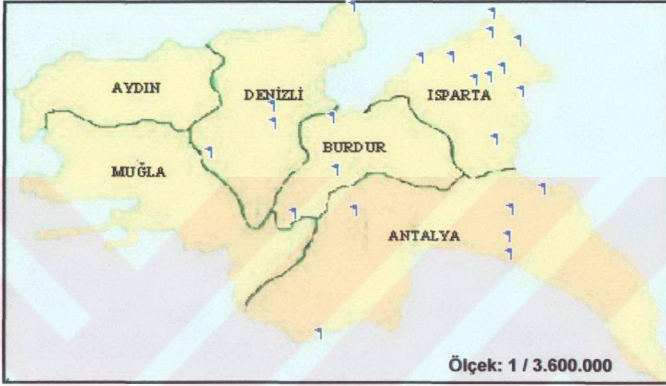 AYDIN
DENİZLİ
ISPARTA
BURDUR
MUĞLA
ANTALYA
Ölçek: 1 / 3.600.000